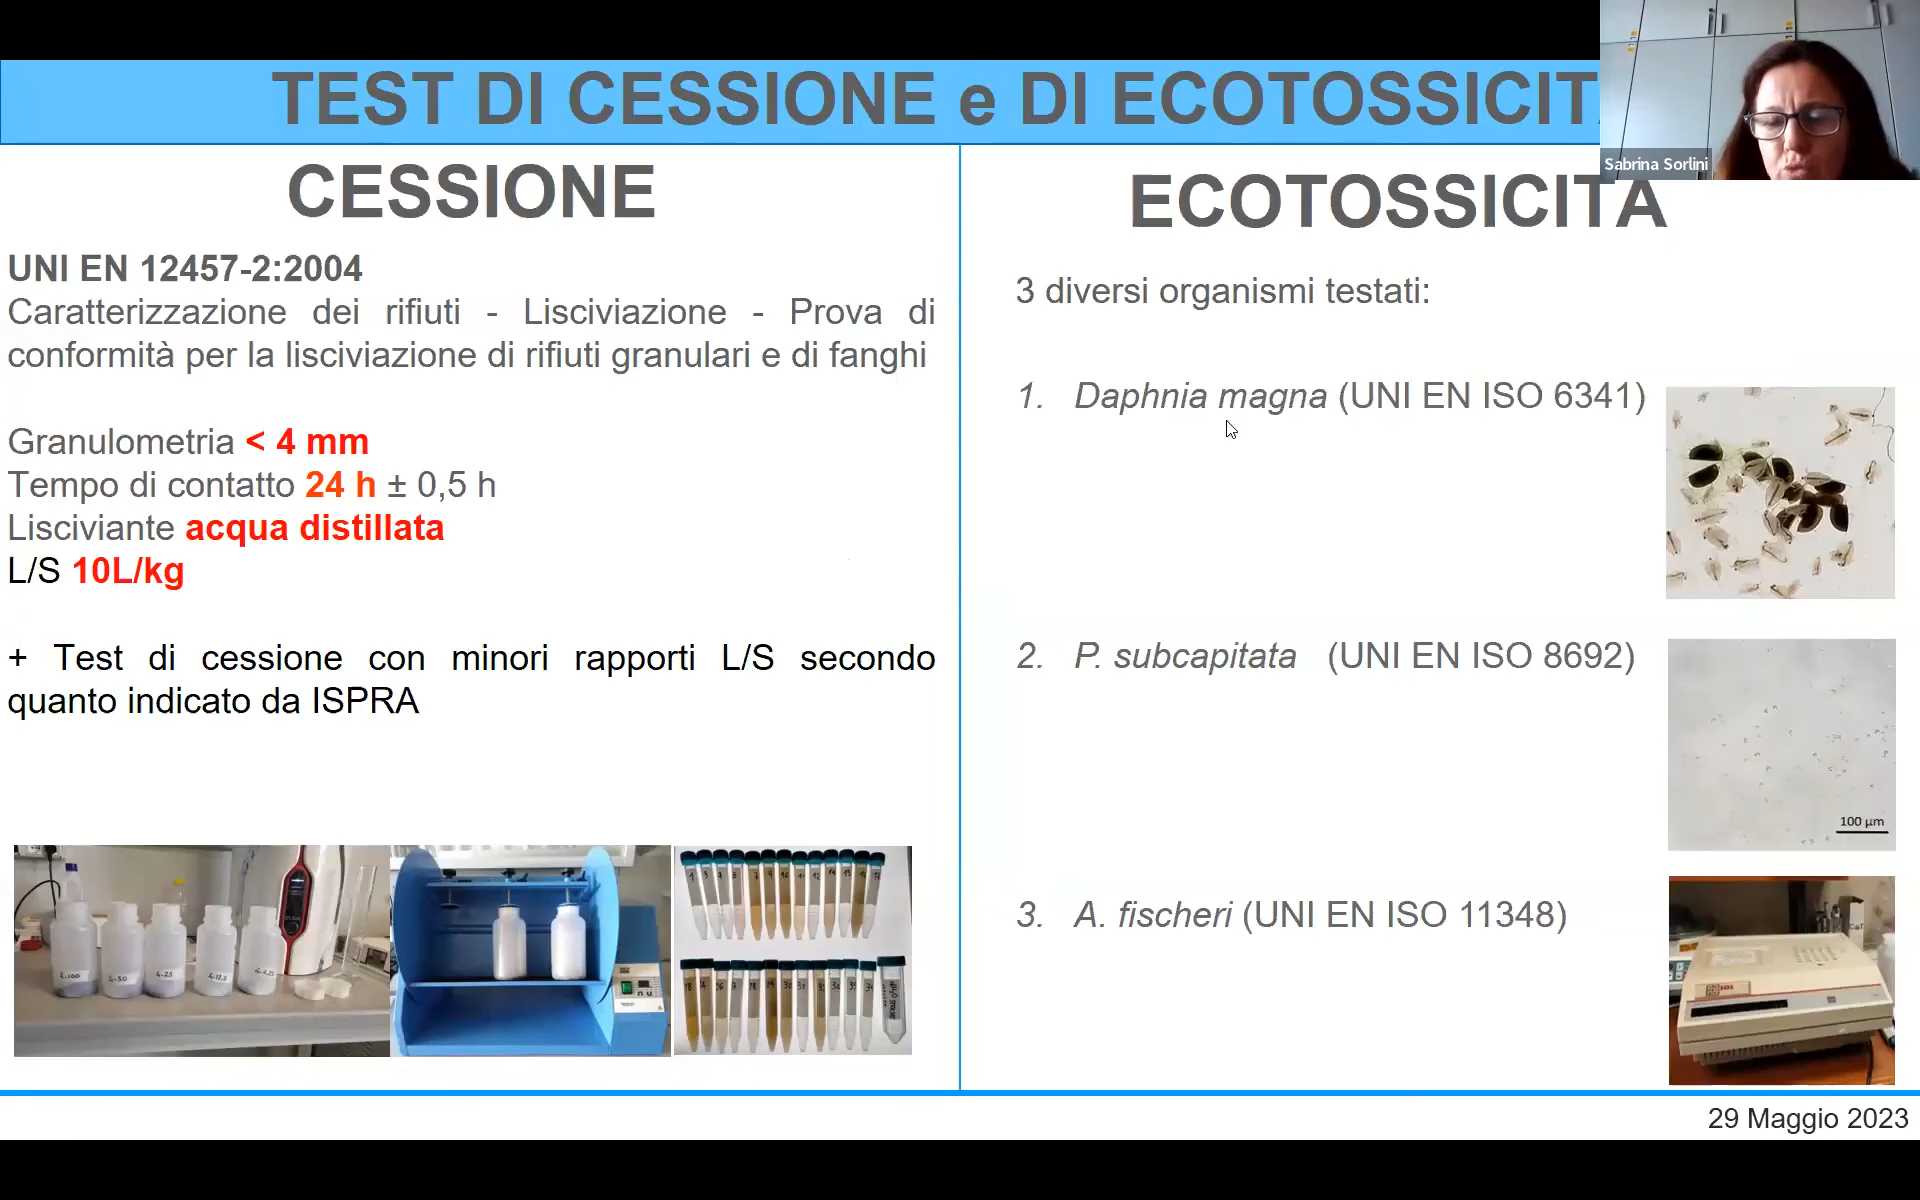 TEST DI CESSIONE e DI ECOTOSSICIT
Sabrina Sorlini
CESSIONE
UNI EN 12457-2:2004
Caratterizzazione dei rifiuti - Lisciviazione - Prova di
conformità per la lisciviazione di rifiuti granulari e di fanghi
Granulometria < 4 mm
Tempo di contatto 24 h ± 0,5 h
Lisciviante acqua distillata
L/S 10L/kg
+ Test di cessione con minori rapporti L/S secondo
quanto indicato da ISPRA
ECOTOSSICITA
3 diversi organismi testati:
1. Daphnia magna (UNI EN ISO 6341)
2. P. subcapitata (UNI EN ISO 8692)
100 µm
3. A. fischeri (UNI EN ISO 11348)
29 Maggio 2023